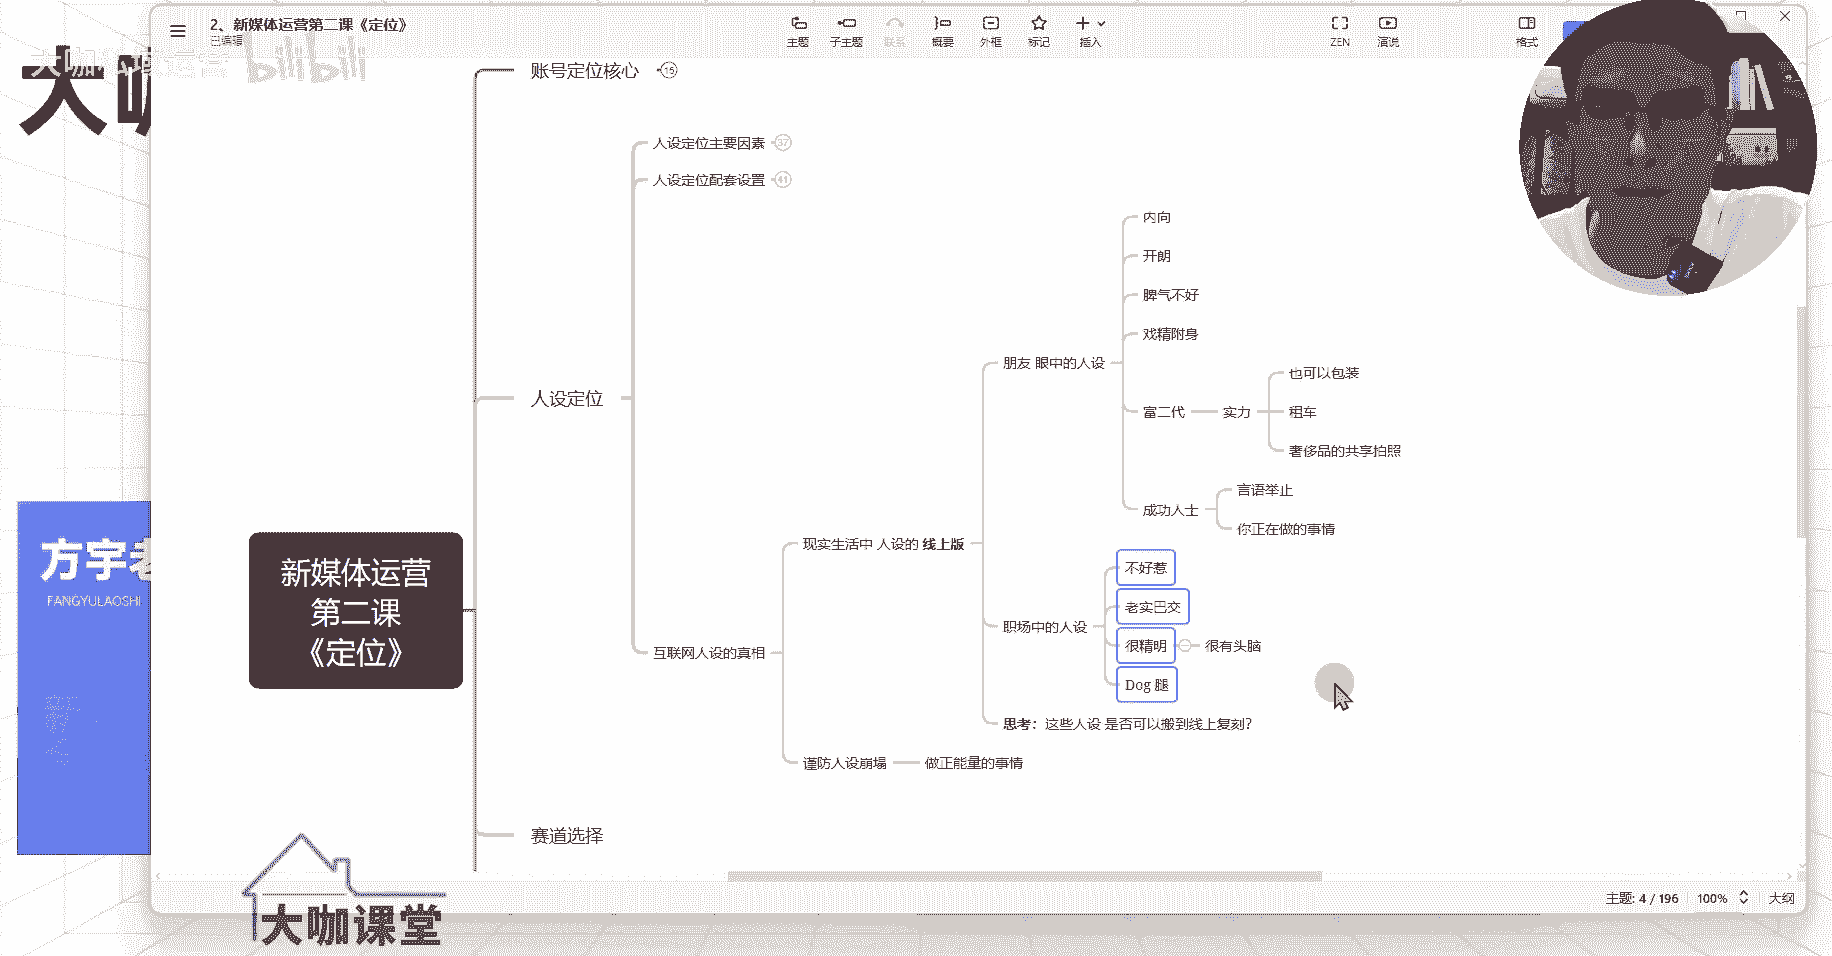 2、新媒体运营第二课《定位》
已编辑
主题
子主题
联系
概要
外框
标记
插入
ZEN
演说
格式
大咖私域运营
bilibili
大咖
账号定位核心
15
人设定位主要因素
37
人设定位配套设置
41
内向
开朗
脾气不好
戏精附身
朋友 眼中的人设
也可以包装
人设定位
富二代
实力
租车
奢侈品的共享拍照
言语举止
成功人士
你正在做的事情
现实生活中 人设的 线上版
不好惹
方宇老
FANGYULAOSHI
新媒体运营
第二课
《定位》
老实巴交
职场中的人设
很精明
很有头脑
互联网人设的真相
Dog 腿
思考：这些人设 是否可以搬到线上复刻？
谨防人设崩塌
做正能量的事情
赛道选择
主题: 4 / 196
100%
大纲
大咖课堂